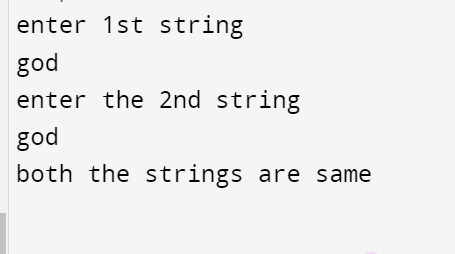 enter 1st string
god
enter the 2nd string
god
both the strings are same